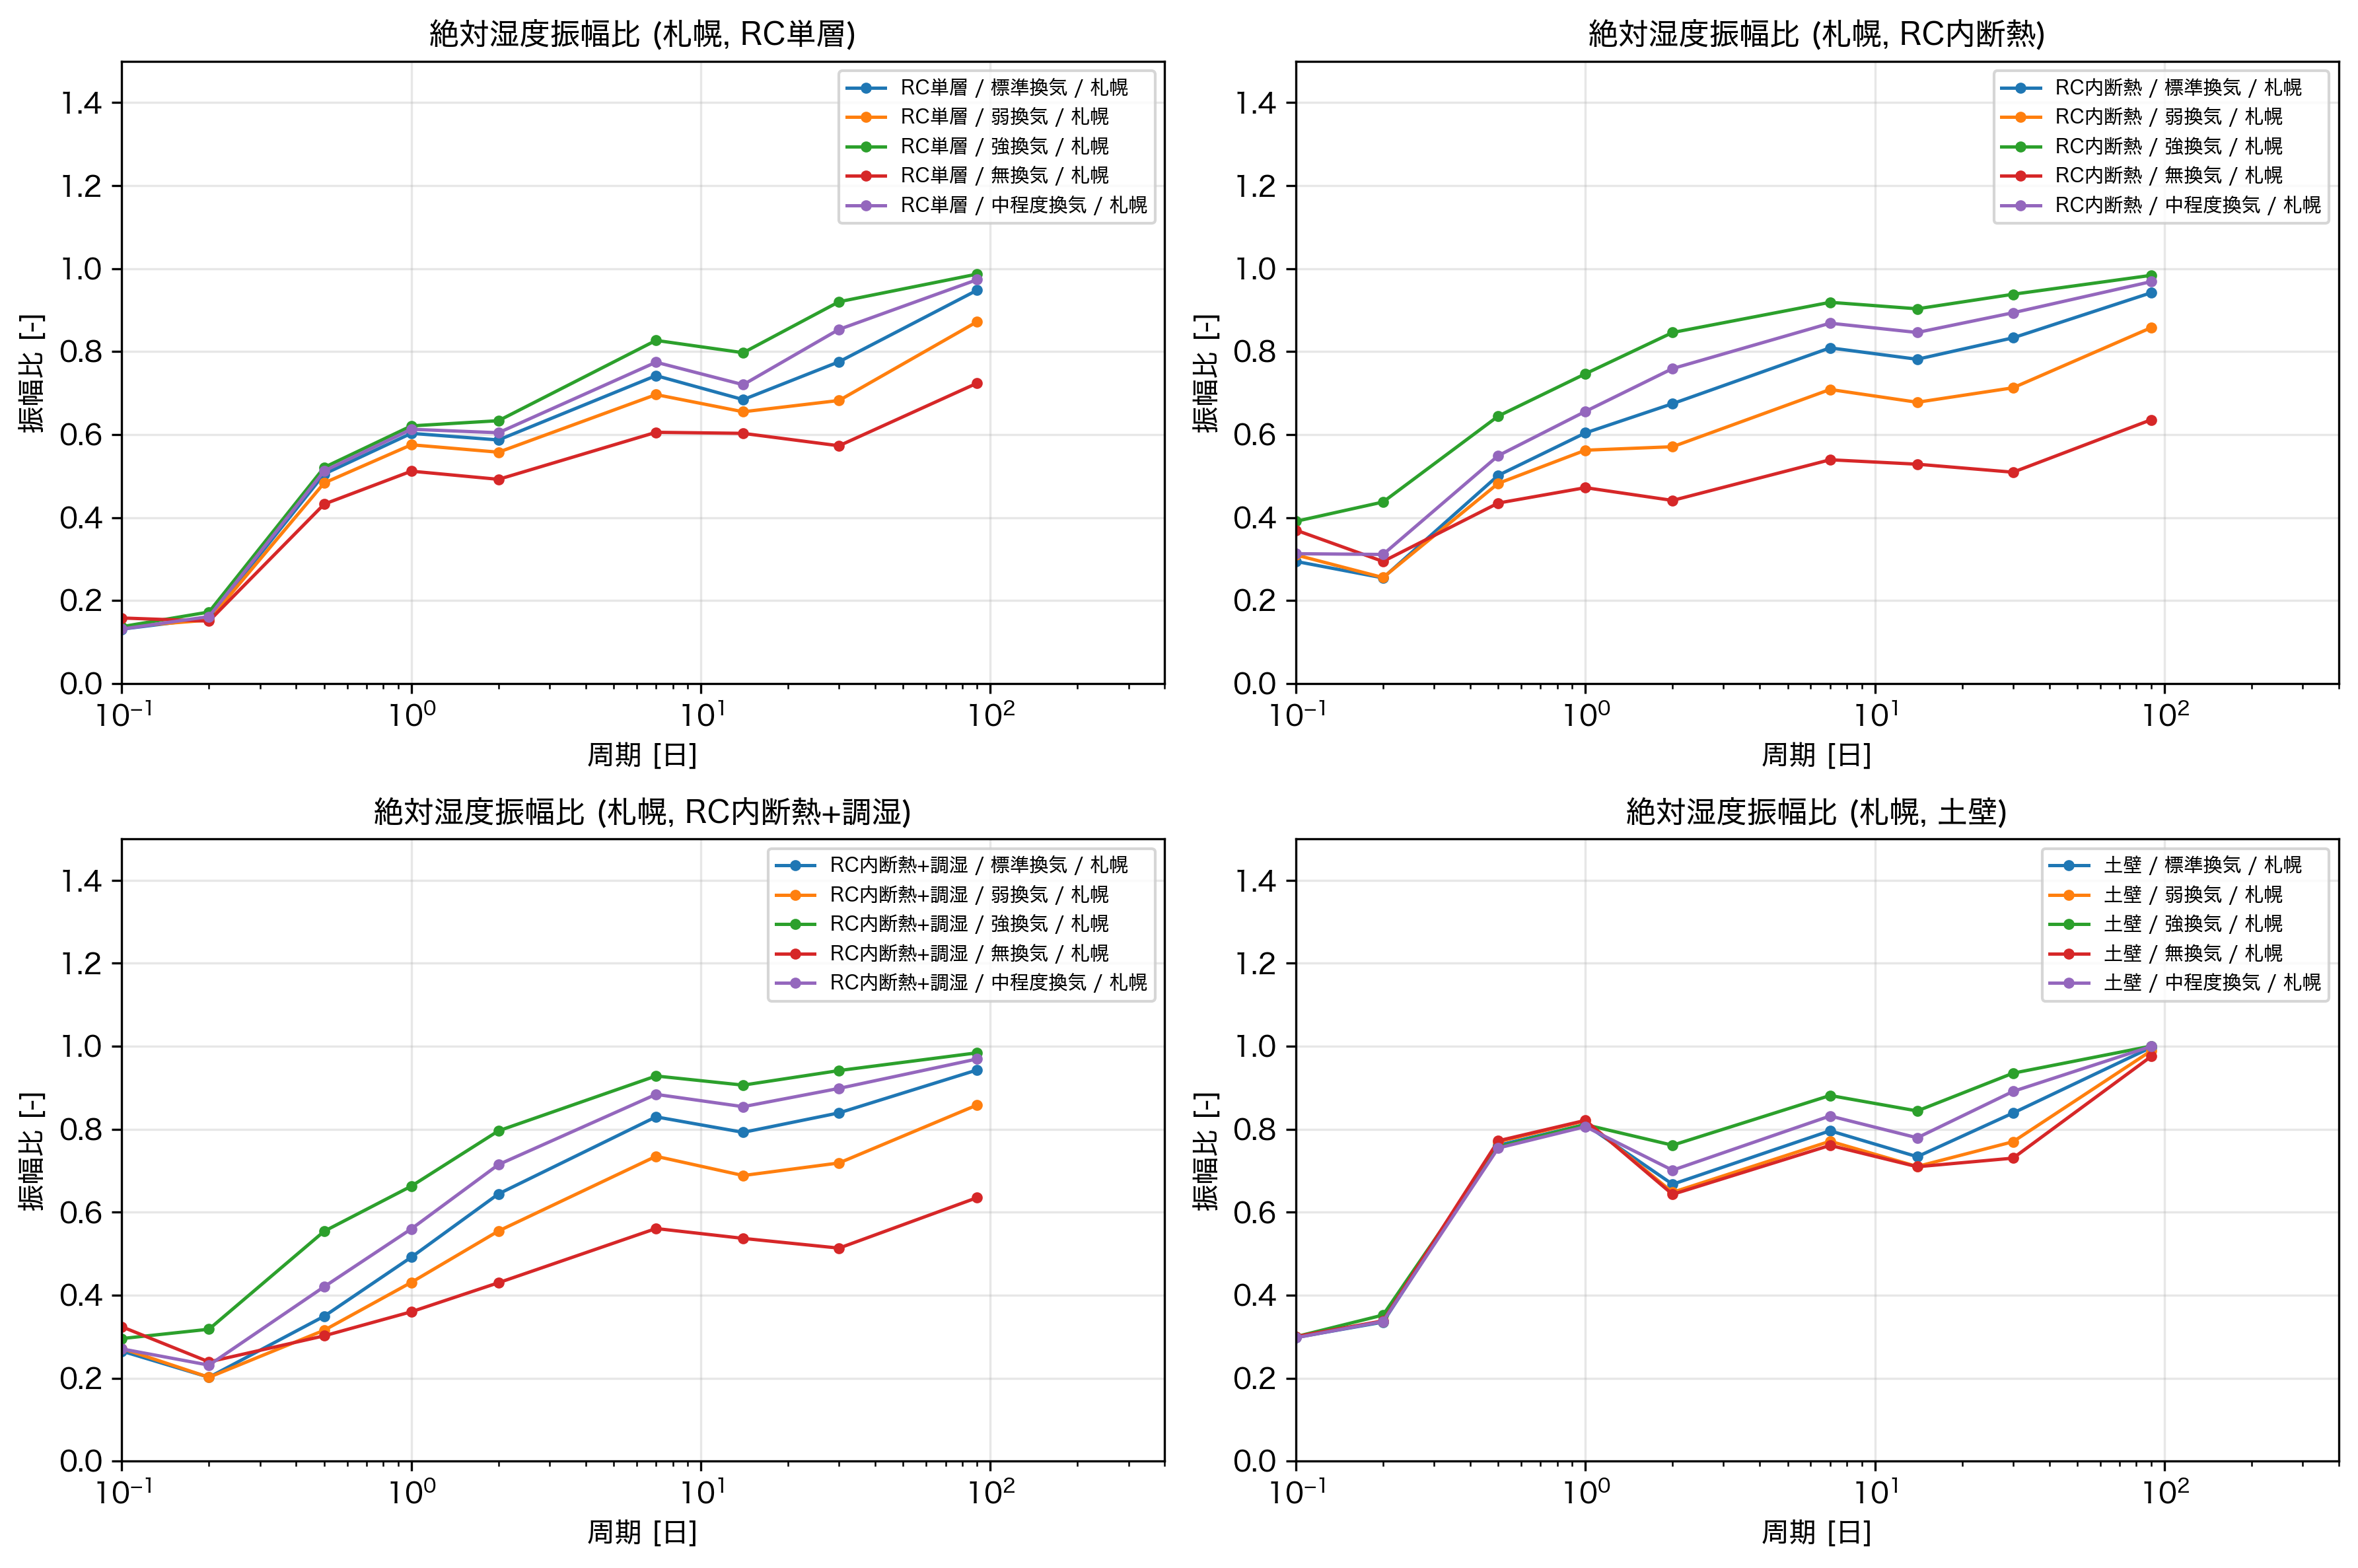 絶対湿度振幅比 (札幌, RC単層)
RC単層 / 標準換気 / 札幌
RC単層 / 弱換気 / 札幌
RC単層 / 強換気 / 札幌
RC単層 / 無換気 / 札幌
RC単層 / 中程度換気 / 札幌
1.4
1.2
1.0
0.8
0.6
0.4
0.2
0.0
振幅比 [-]
10⁻¹ 10⁰ 10¹ 10²
周期 [日]
絶対湿度振幅比 (札幌, RC内断熱)
RC内断熱 / 標準換気 / 札幌
RC内断熱 / 弱換気 / 札幌
RC内断熱 / 強換気 / 札幌
RC内断熱 / 無換気 / 札幌
RC内断熱 / 中程度換気 / 札幌
1.4
1.2
1.0
0.8
0.6
0.4
0.2
0.0
振幅比 [-]
10⁻¹ 10⁰ 10¹ 10²
周期 [日]
絶対湿度振幅比 (札幌, RC内断熱+調湿)
RC内断熱+調湿 / 標準換気 / 札幌
RC内断熱+調湿 / 弱換気 / 札幌
RC内断熱+調湿 / 強換気 / 札幌
RC内断熱+調湿 / 無換気 / 札幌
RC内断熱+調湿 / 中程度換気 / 札幌
1.4
1.2
1.0
0.8
0.6
0.4
0.2
0.0
振幅比 [-]
10⁻¹ 10⁰ 10¹ 10²
周期 [日]
絶対湿度振幅比 (札幌, 土壁)
土壁 / 標準換気 / 札幌
土壁 / 弱換気 / 札幌
土壁 / 強換気 / 札幌
土壁 / 無換気 / 札幌
土壁 / 中程度換気 / 札幌
1.4
1.2
1.0
0.8
0.6
0.4
0.2
0.0
振幅比 [-]
10⁻¹ 10⁰ 10¹ 10²
周期 [日]